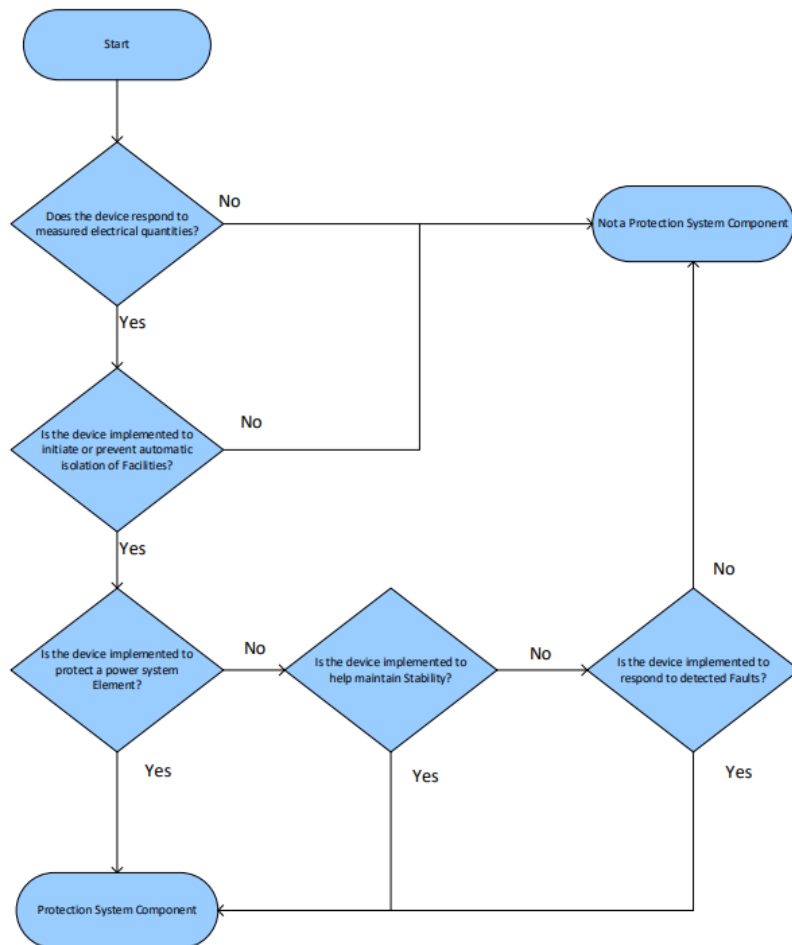 Start
Does the device respond to
measured electrical quantities?
No
Not a Protection System Component
Yes
Is the device implemented to
initiate or prevent automatic
isolation of Facilities?
No
Yes
Is the device implemented to
protect a power system
Element?
No
Is the device implemented to
help maintain Stability?
No
Is the device implemented to
respond to detected Faults?
No
Yes
Yes
Yes
Protection System Component